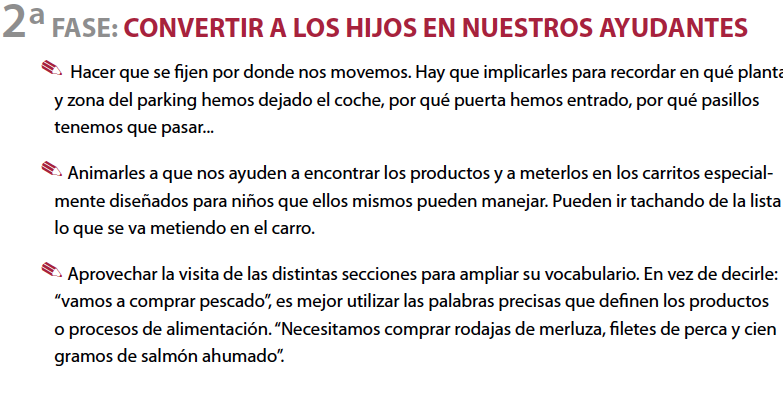 2ª FASE: CONVERTIR A LOS HIJOS EN NUESTROS AYUDANTES
Hacer que se fijen por donde nos movemos. Hay que implicarles para recordar en qué planta
y zona del parking hemos dejado el coche, por qué puerta hemos entrado, por qué pasillos
tenemos que pasar...
Animarles a que nos ayuden a encontrar los productos y a meterlos en los carritos especial-
mente diseñados para niños que ellos mismos pueden manejar. Pueden ir tachando de la lista
lo que se va metiendo en el carro.
Aprovechar la visita de las distintas secciones para ampliar su vocabulario. En vez de decirle:
“vamos a comprar pescado”, es mejor utilizar las palabras precisas que definen los productos
o procesos de alimentación. “Necesitamos comprar rodajas de merluza, filetes de perca y cien
gramos de salmón ahumado”.